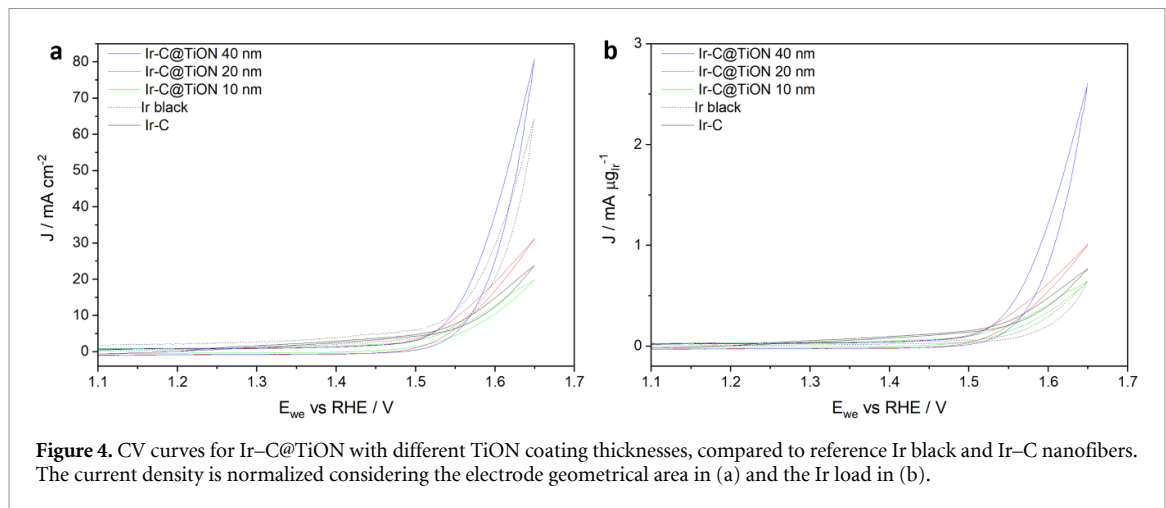 a
Ir-C@TiON 40 nm
Ir-C@TiON 20 nm
Ir-C@TiON 10 nm
Ir black
Ir-C
80
70
60
50
40
30
20
10
0
J / mA cm⁻²
1.1 1.2 1.3 1.4 1.5 1.6 1.7
E_we vs RHE / V
b
Ir-C@TiON 40 nm
Ir-C@TiON 20 nm
Ir-C@TiON 10 nm
Ir black
Ir-C
3
2
1
0
J / mA μg_Ir⁻¹
1.1 1.2 1.3 1.4 1.5 1.6 1.7
E_we vs RHE / V
Figure 4. CV curves for Ir–C@TiON with different TiON coating thicknesses, compared to reference Ir black and Ir–C nanofibers.
The current density is normalized considering the electrode geometrical area in (a) and the Ir load in (b).